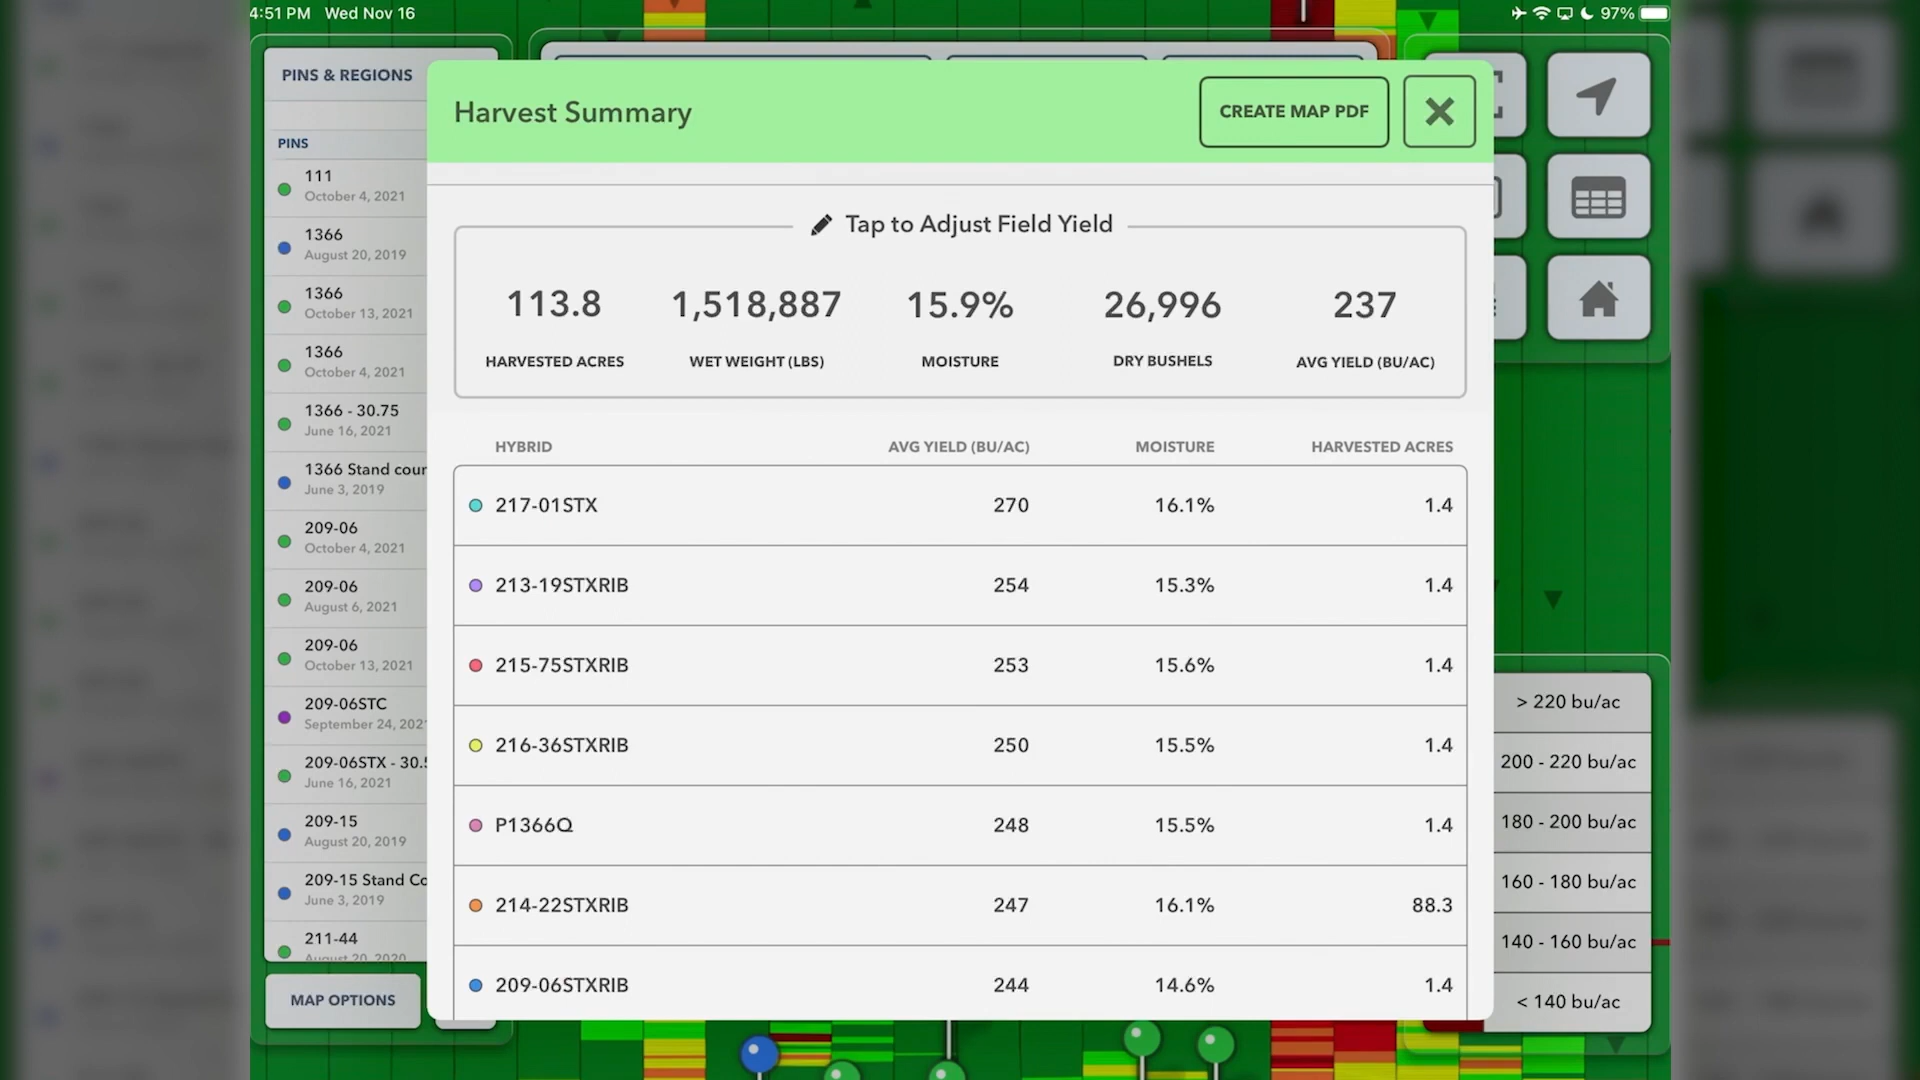 4:51 PM Wed Nov 16
97%
PINS & REGIONS
PINS
111
October 4, 2021
1366
August 20, 2019
1366
October 13, 2021
1366
October 4, 2021
1366 - 30.75
June 16, 2021
1366 Stand
June 3, 2019
209-06
October 4, 2021
209-06
August 6, 2021
209-06
October 13, 2021
209-06STC
September 24,
209-06STX -
June 16, 2021
209-15
August 20, 2019
209-15 Stand
June 3, 2019
211-44
August 20, 2020
MAP OPTIONS
Harvest Summary
CREATE MAP PDF
Tap to Adjust Field Yield
113.8 1,518,887 15.9% 26,996 237
HARVESTED ACRES WET WEIGHT (LBS) MOISTURE DRY BUSHELS AVG YIELD (BU/AC)
HYBRID AVG YIELD (BU/AC) MOISTURE HARVESTED ACRES
217-01STX 270 16.1% 1.4
213-19STXRIB 254 15.3% 1.4
215-75STXRIB 253 15.6% 1.4
216-36STXRIB 250 15.5% 1.4
P1366Q 248 15.5% 1.4
214-22STXRIB 247 16.1% 88.3
209-06STXRIB 244 14.6% 1.4
> 220 bu/ac
200 - 220 bu/ac
180 - 200 bu/ac
160 - 180 bu/ac
140 - 160 bu/ac
< 140 bu/ac